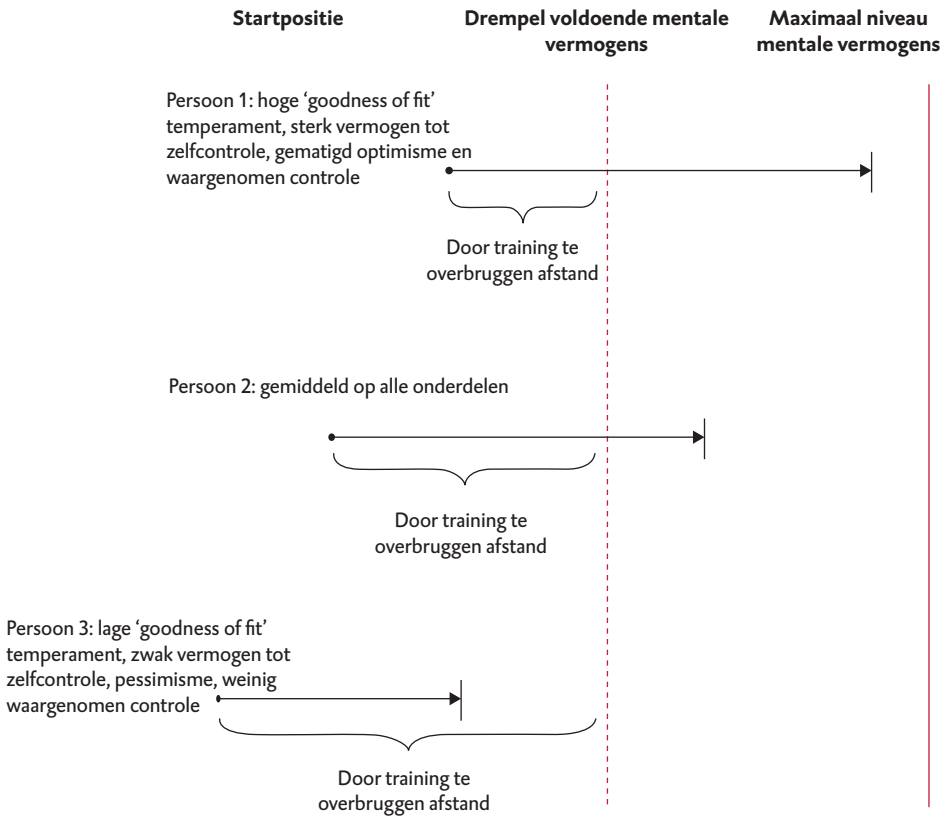 Startpositie
Drempel voldoende mentale
vermogens
Maximaal niveau
mentale vermogens
Persoon 1: hoge ‘goodness of fit’
temperament, sterk vermogen tot
zelfcontrole, gematigd optimisme en
waargenomen controle
Door training te
overbruggen afstand
Persoon 2: gemiddeld op alle onderdelen
Door training te
overbruggen afstand
Persoon 3: lage ‘goodness of fit’
temperament, zwak vermogen tot
zelfcontrole, pessimisme, weinig
waargenomen controle
Door training te
overbruggen afstand